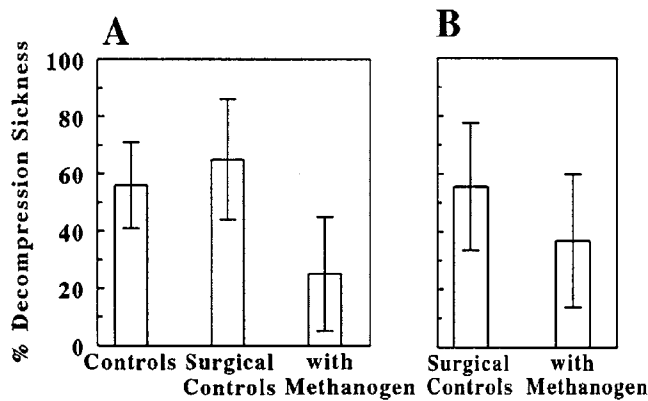 A
B
% Decompression Sickness
100
80
60
40
20
0
Controls
Surgical
Controls
with
Methanogen
Surgical
Controls
with
Methanogen